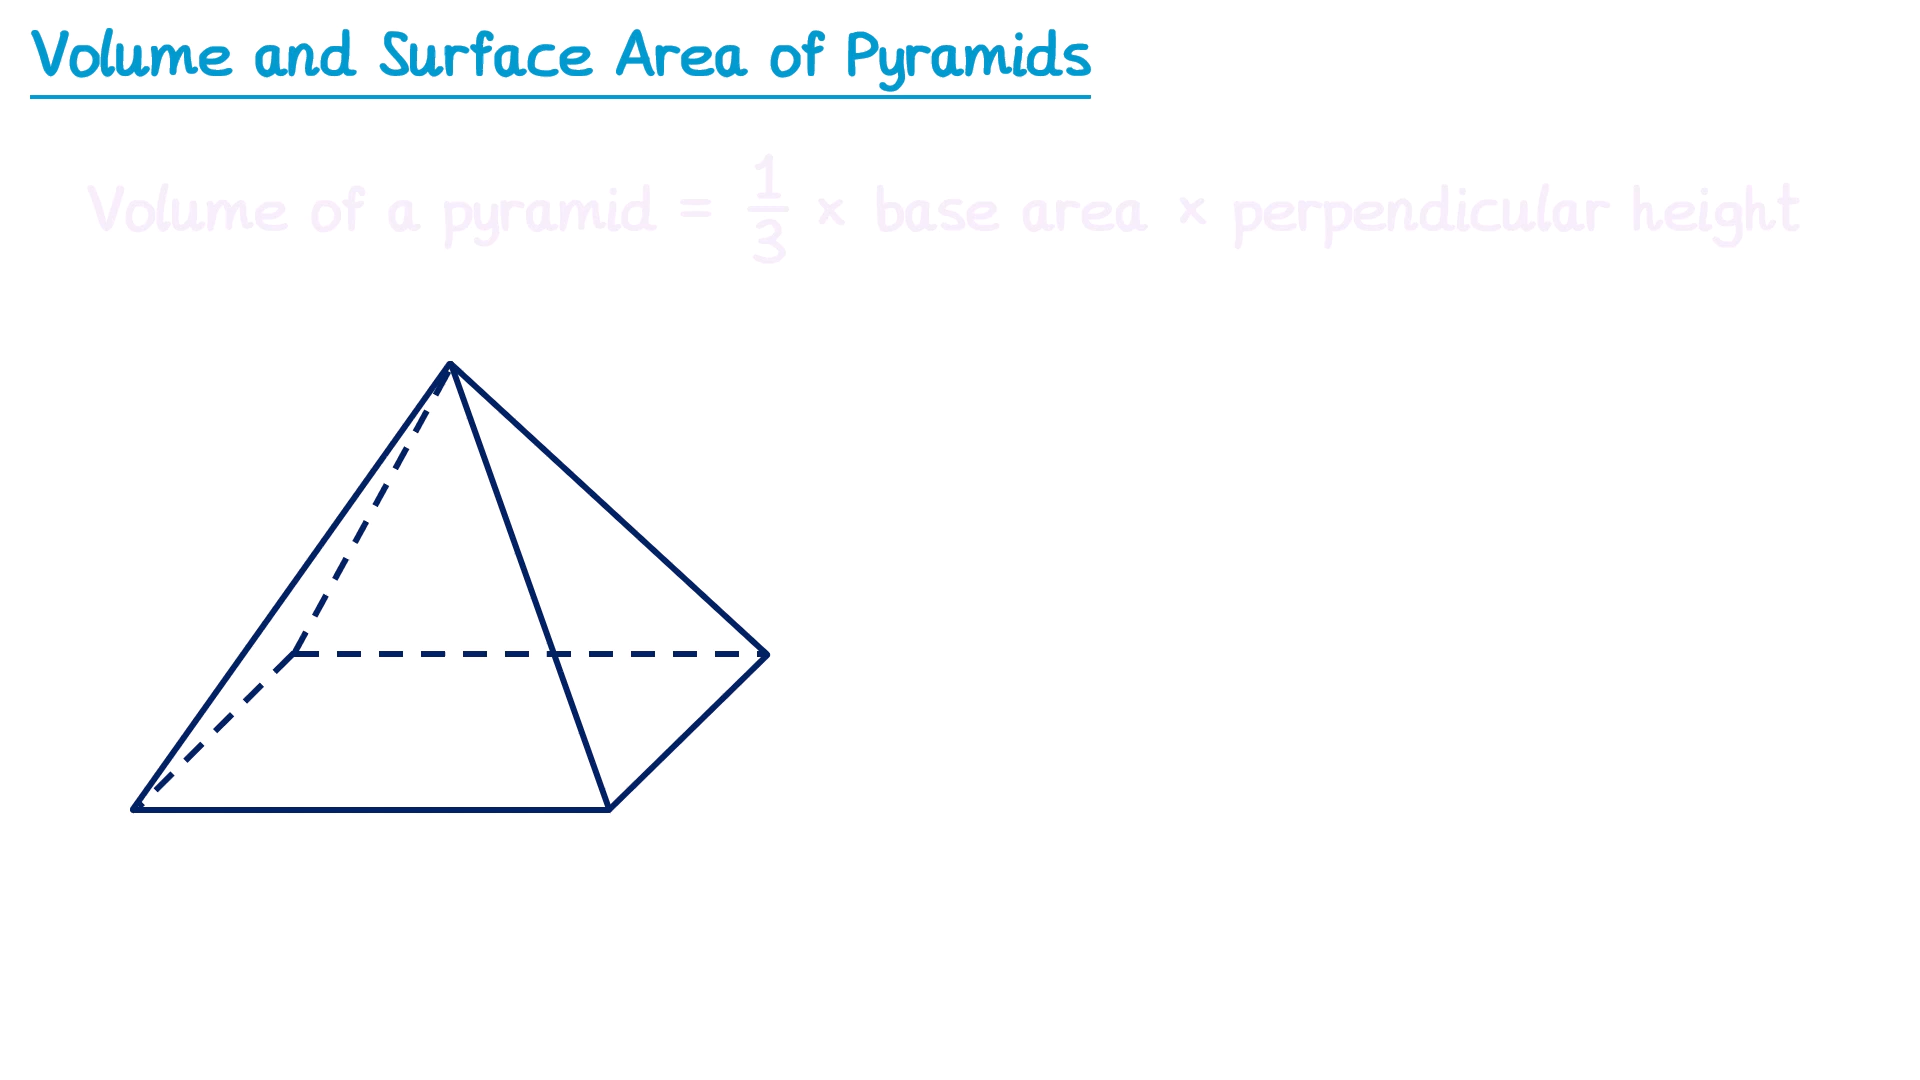 Volume and Surface Area of Pyramids
Volume of a pyramid = 1/3 × base area × perpendicular height